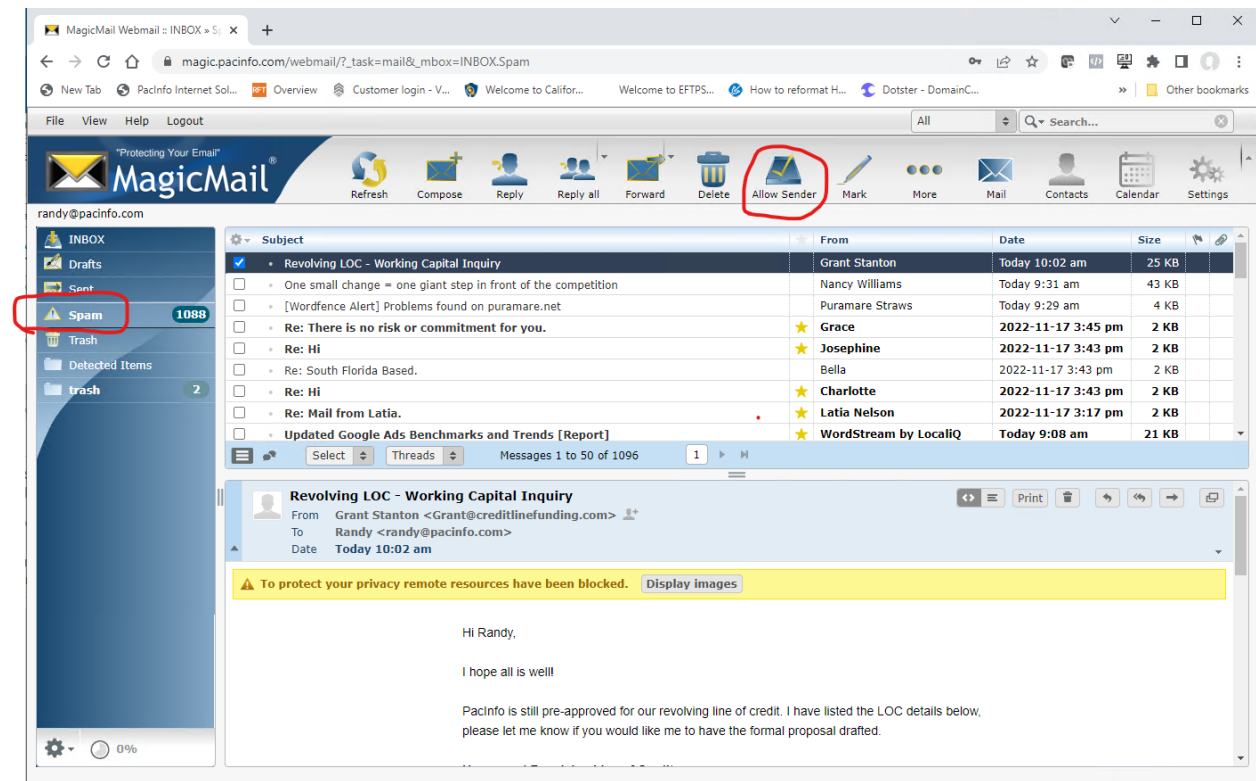 MagicMail Webmail :: INBOX » Sp
magic.pacinfo.com/webmail/?_task=mail&_mbox=INBOX.Spam
New Tab PacInfo Internet Sol... RFT Overview Customer login - V... Welcome to Califor... Welcome to EFTPS... How to reformat H... Dotster - DomainC... » Other bookmarks
File View Help Logout All Search...
"Protecting Your Email"
MagicMail®
Refresh Compose Reply Reply all Forward Delete Allow Sender Mark More Mail Contacts Calendar Settings
randy@pacinfo.com
INBOX
Drafts
Sent
Spam 1088
Trash
Detected Items
trash 2
0%
Subject From Date Size
Revolving LOC - Working Capital Inquiry Grant Stanton Today 10:02 am 25 KB
One small change = one giant step in front of the competition Nancy Williams Today 9:31 am 43 KB
[Wordfence Alert] Problems found on puramare.net Puramare Straws Today 9:29 am 4 KB
Re: There is no risk or commitment for you. Grace 2022-11-17 3:45 pm 2 KB
Re: Hi Josephine 2022-11-17 3:43 pm 2 KB
Re: South Florida Based. Bella 2022-11-17 3:43 pm 2 KB
Re: Hi Charlotte 2022-11-17 3:43 pm 2 KB
Re: Mail from Latia. Latia Nelson 2022-11-17 3:17 pm 2 KB
Updated Google Ads Benchmarks and Trends [Report] WordStream by LocaliQ Today 9:08 am 21 KB
Select Threads Messages 1 to 50 of 1096 1
Revolving LOC - Working Capital Inquiry Print
From Grant Stanton <Grant@creditlinefunding.com>
To Randy <randy@pacinfo.com>
Date Today 10:02 am
To protect your privacy remote resources have been blocked. Display images
Hi Randy,
I hope all is well!
PacInfo is still pre-approved for our revolving line of credit. I have listed the LOC details below,
please let me know if you would like me to have the formal proposal drafted.